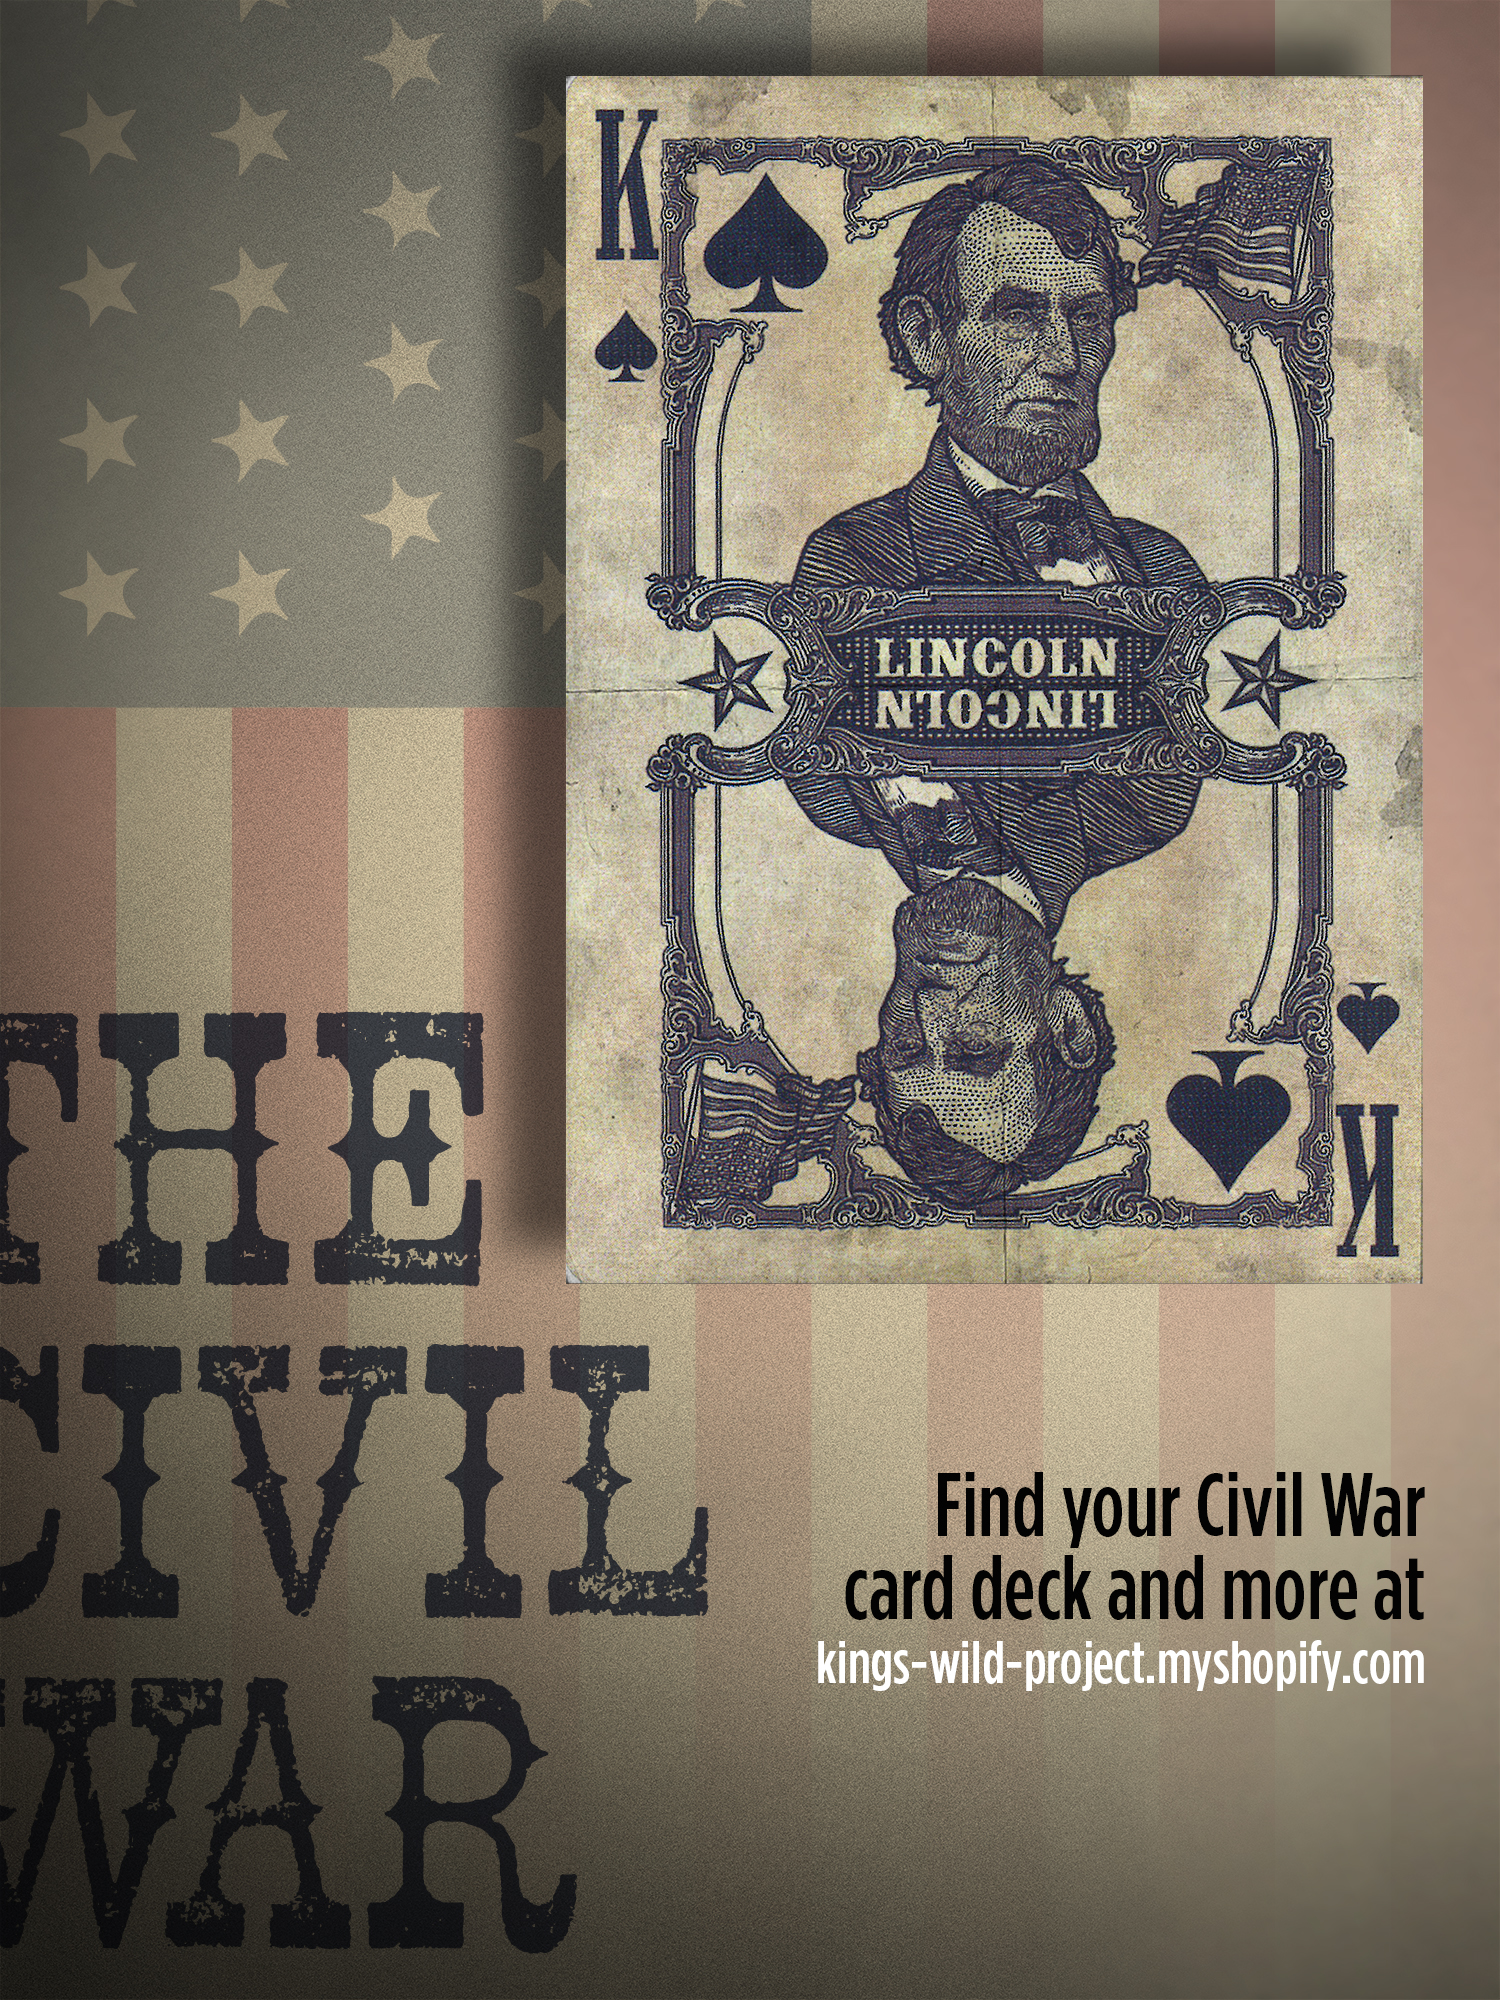 K
LINCOLN
LINCOLN
K
THE
CIVIL
WAR
Find your Civil War
card deck and more at
kings-wild-project.myshopify.com